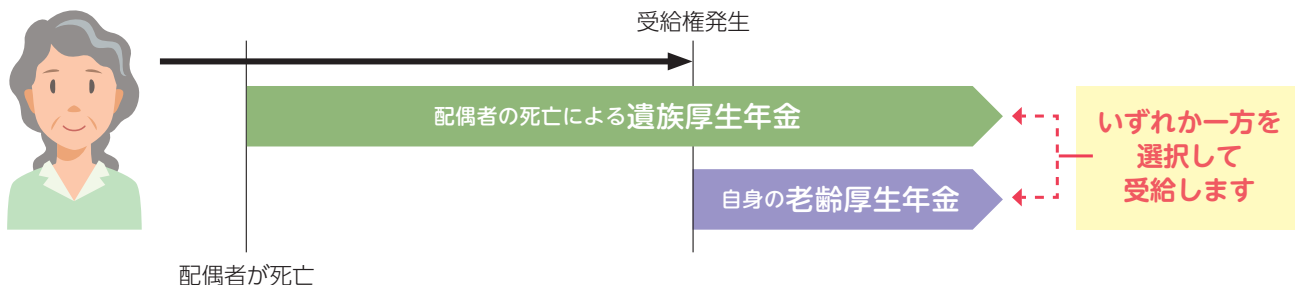 受給権発生
配偶者の死亡による遺族厚生年金
いずれか一方を
選択して
受給します
自身の老齢厚生年金
配偶者が死亡